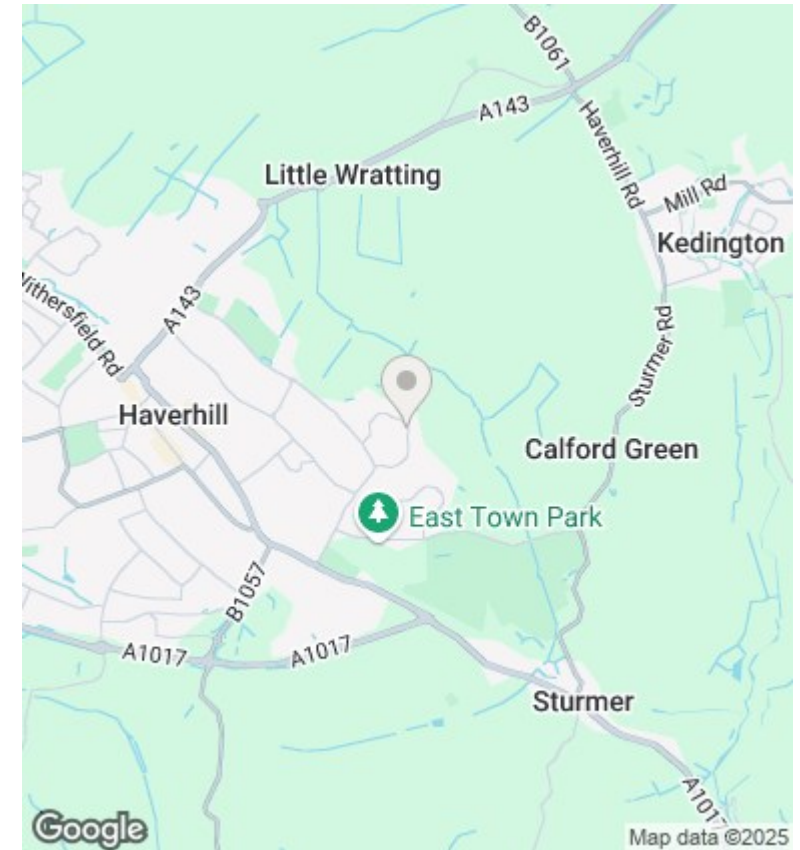 B1061
A143
Haverhill Rd
Little Wratting
Mill Rd
Kedington
A143
Withersfield Rd
Sturmer Rd
Haverhill
Calford Green
East Town Park
B1057
A1017
A1017
Sturmer
A1017
Google
Map data ©2025